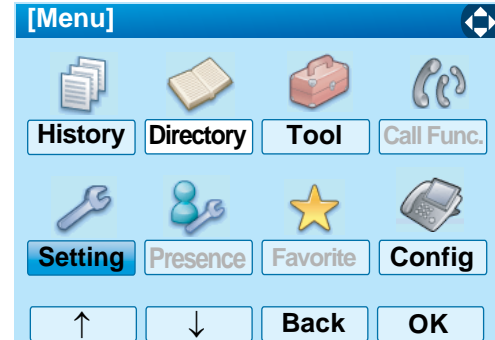 [Menu]
History Directory Tool Call Func.
Setting Presence Favorite Config
↑ ↓ Back OK